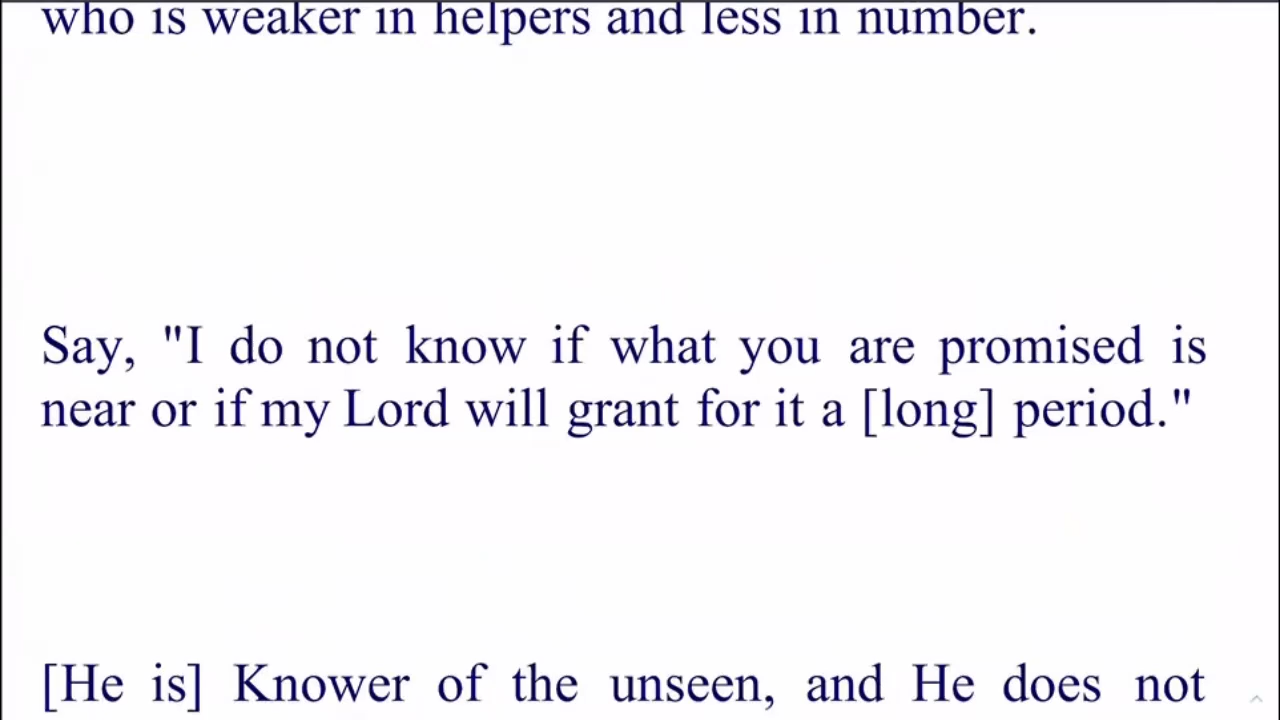 who is weaker in helpers and less in number.
Say, "I do not know if what you are promised is
near or if my Lord will grant for it a [long] period."
[He is] Knower of the unseen, and He does not